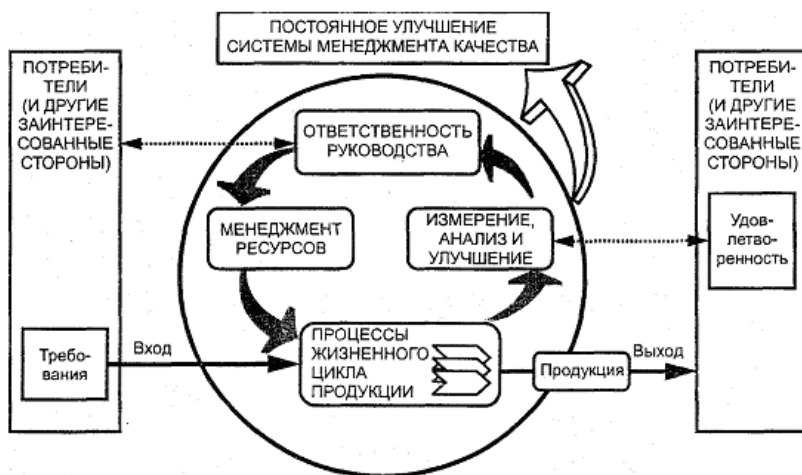 ПОСТОЯННОЕ УЛУЧШЕНИЕ
СИСТЕМЫ МЕНЕДЖМЕНТА КАЧЕСТВА
ПОТРЕБИ-
ТЕЛИ
(И ДРУГИЕ
ЗАИНТЕРЕ-
СОВАННЫЕ
СТОРОНЫ)
ОТВЕТСТВЕННОСТЬ
РУКОВОДСТВА
ПОТРЕБИ-
ТЕЛИ
(И ДРУГИЕ
ЗАИНТЕРЕ-
СОВАННЫЕ
СТОРОНЫ)
МЕНЕДЖМЕНТ
РЕСУРСОВ
ИЗМЕРЕНИЕ,
АНАЛИЗ И
УЛУЧШЕНИЕ
Удов-
летво-
ренность
Требо-
вания
Вход
ПРОЦЕССЫ
ЖИЗНЕННОГО
ЦИКЛА
ПРОДУКЦИИ
Продукция
Выход